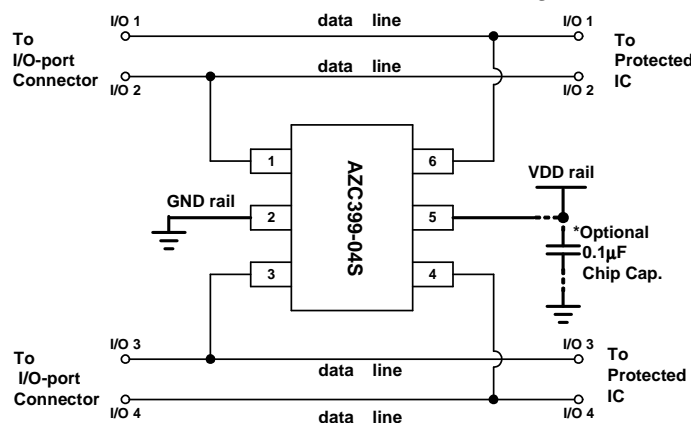 I/O 1
data line
I/O 1
To
I/O-port
Connector
To
Protected
IC
data line
I/O 2
I/O 2
1
6
AZC399-04S
VDD rail
GND rail
2
5
*Optional
0.1µF
Chip Cap.
3
4
I/O 3
I/O 3
To
I/O-port
Connector
data line
To
Protected
IC
I/O 4
I/O 4
data line